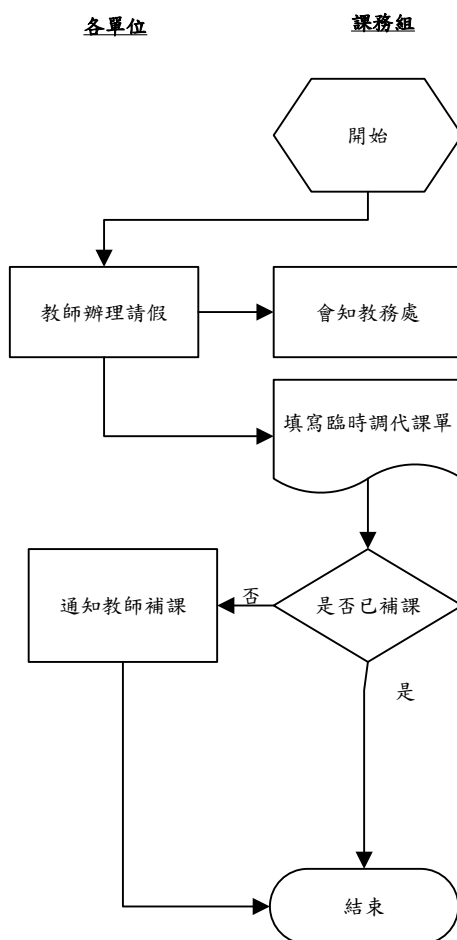 各單位
課務組
開始
教師辦理請假
會知教務處
填寫臨時調代課單
通知教師補課
否
是否已補課
是
結束